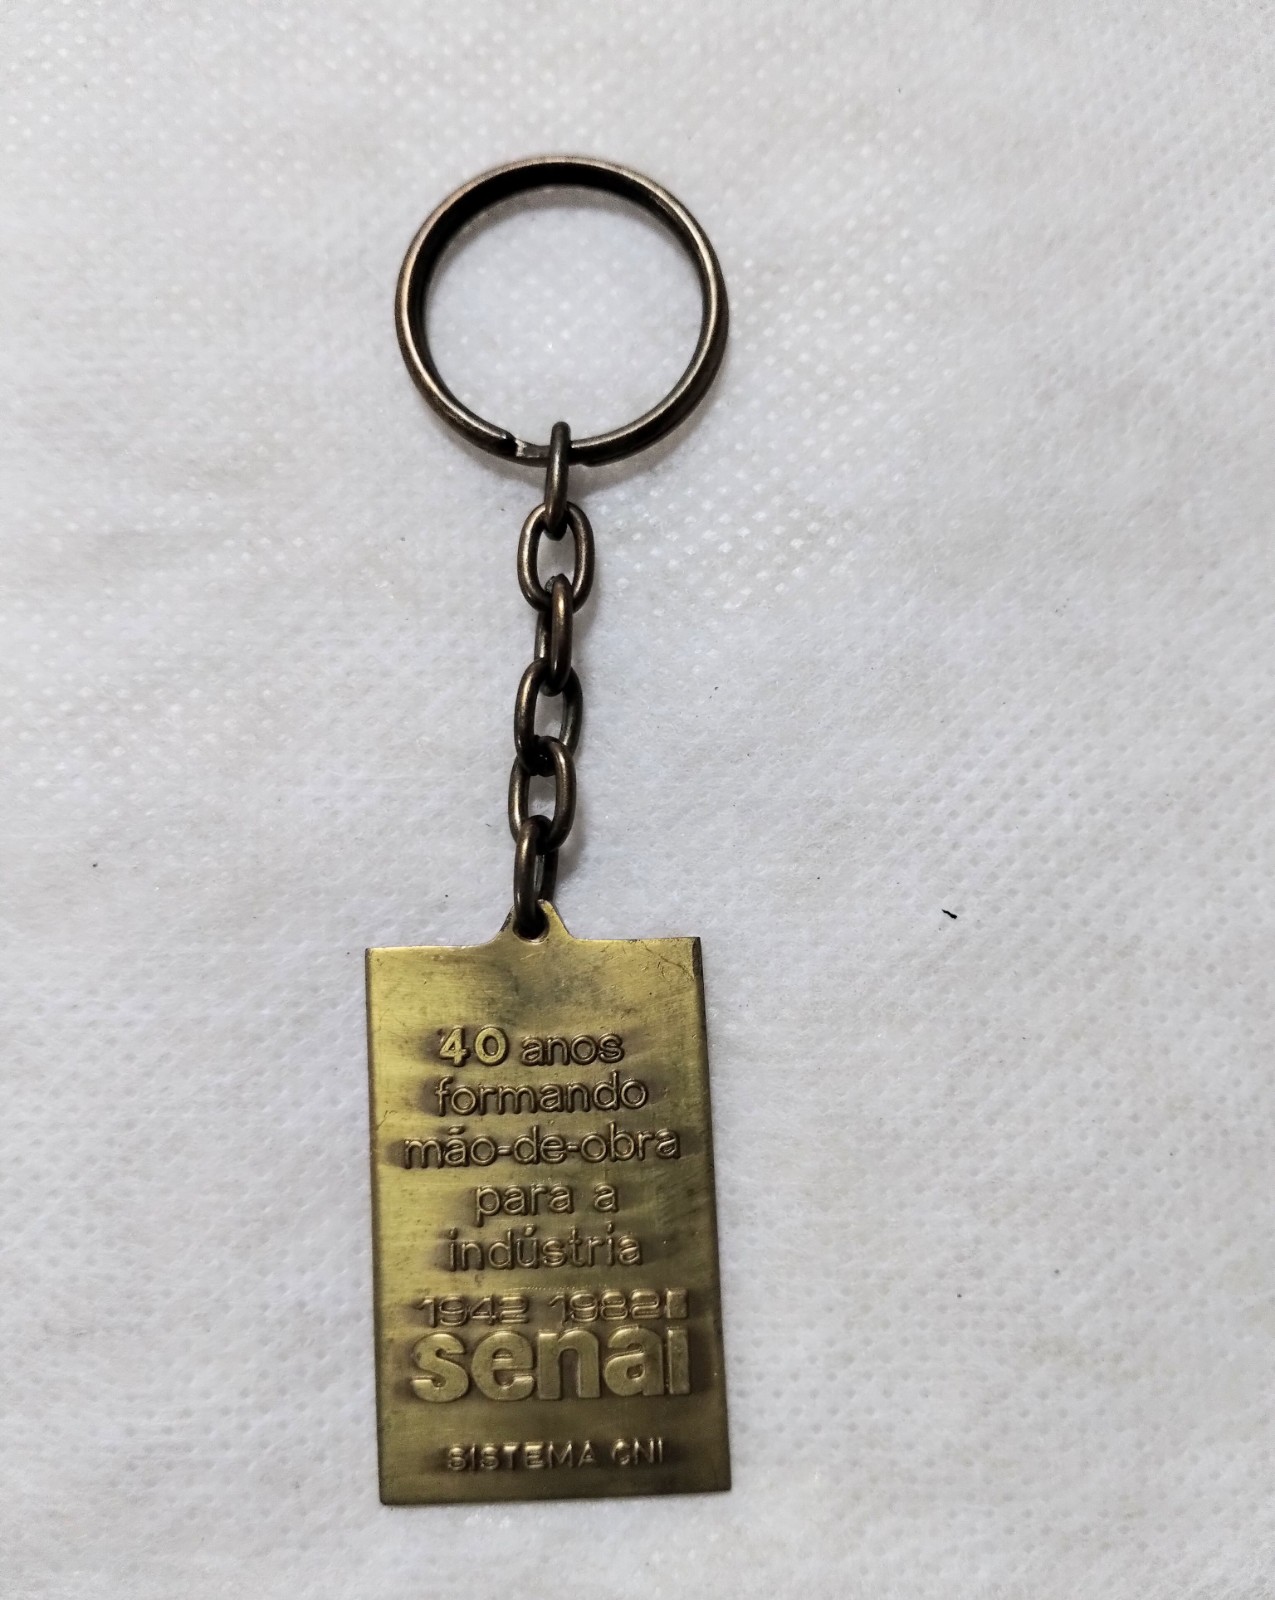 40 anos
formando
mão-de-obra
para a
indústria
1942 1982
senai
SISTEMA CNI